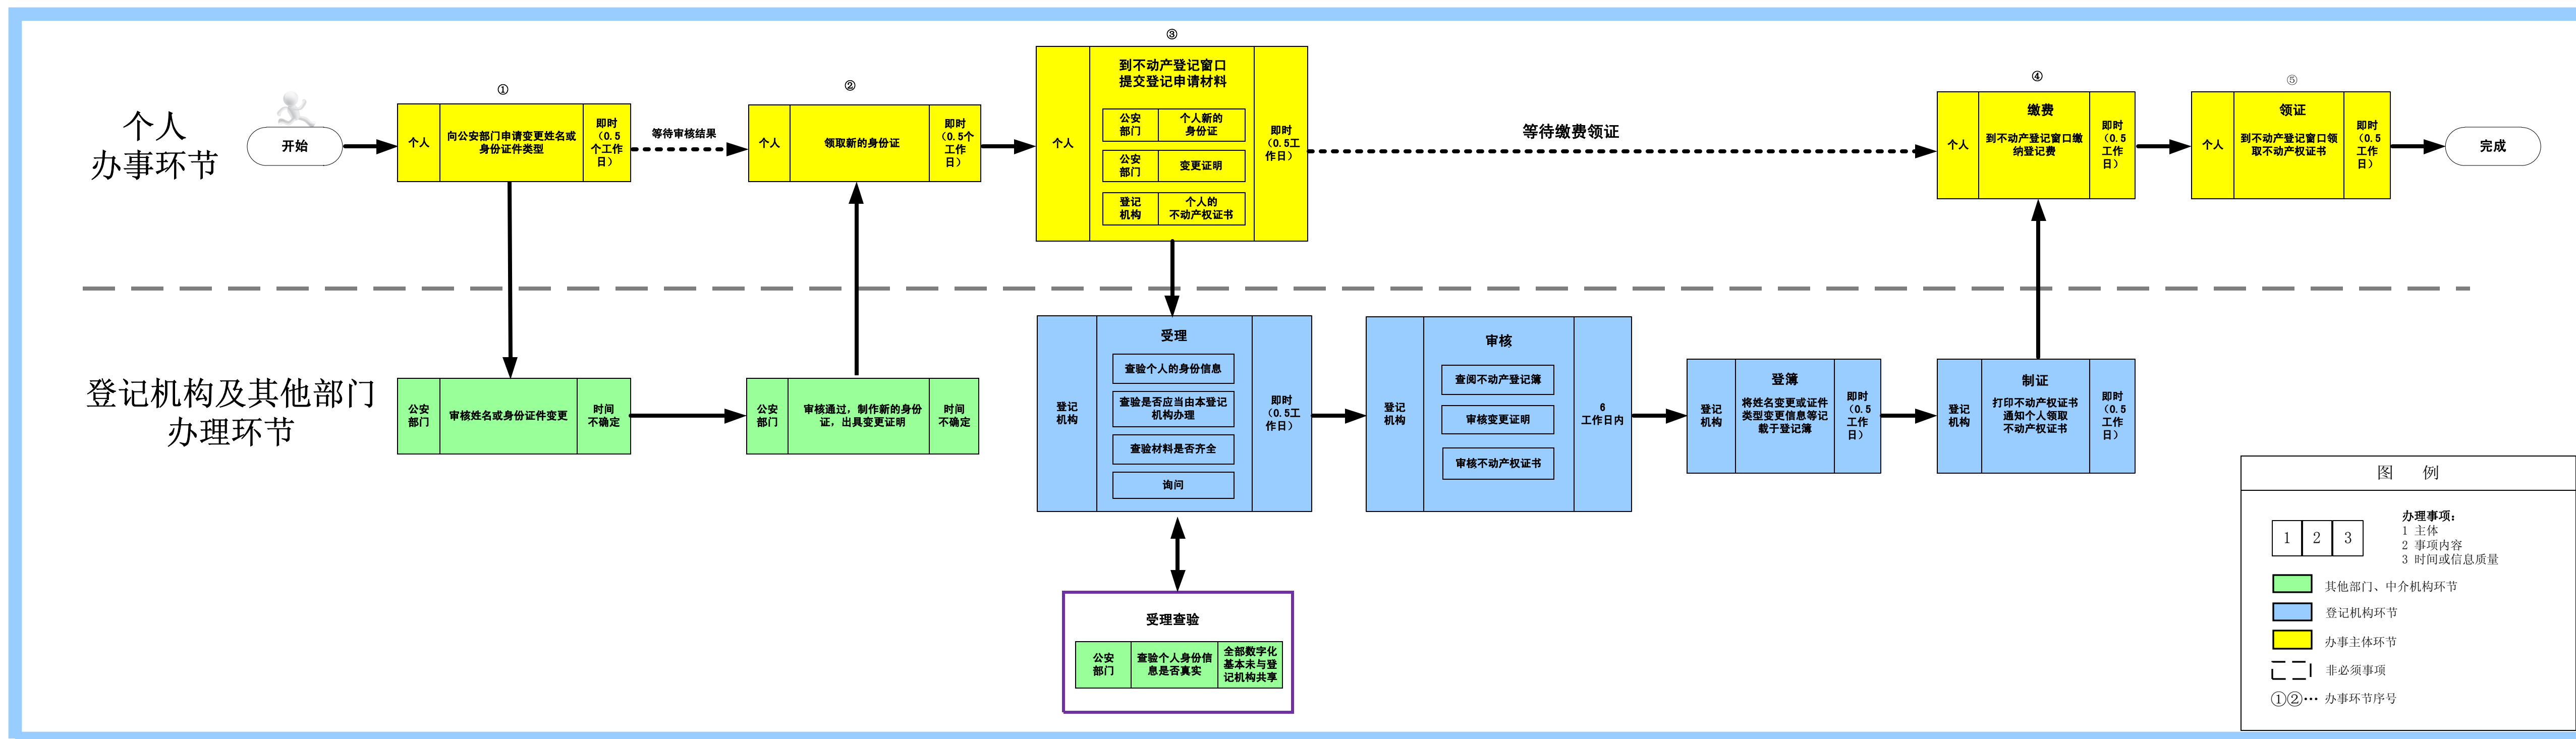 个人
办事环节
开始
①
个人
向公安部门申请变更姓名或
身份证件类型
即时
（0.5
个工作
日）
等待审核结果
②
个人
领取新的身份证
即时
（0.5个
工作
日）
③
个人
到不动产登记窗口
提交登记申请材料
公安
部门
个人新的
身份证
公安
部门
变更证明
登记
机构
个人的
不动产权证书
即时
（0.5工
作日）
等待缴费领证
④
个人
缴费
到不动产登记窗口缴
纳登记费
即时
（0.5
工作
日）
⑤
个人
领证
到不动产登记窗口领
取不动产权证书
即时
（0.5
工作
日）
完成
登记机构及其他部门
办理环节
公安
部门
审核姓名或身份证件变更
时间
不确定
公安
部门
审核通过，制作新的身份
证，出具变更证明
时间
不确定
登记
机构
受理
查验个人的身份信息
查验是否应当由本登记
机构办理
查验材料是否齐全
询问
即时
（0.5工
作日）
登记
机构
审核
查阅不动产登记簿
审核变更证明
审核不动产权证书
6
工作日内
登记
机构
登簿
将姓名变更或证件
类型变更信息等记
载于登记簿
即时
（0.5
工作
日）
登记
机构
制证
打印不动产权证书
通知个人领取
不动产权证书
即时
（0.5
工作
日）
受理查验
公安
部门
查验个人身份信
息是否真实
全部数字化
基本未与登
记机构共享
图 例
1 2 3
办理事项：
1 主体
2 事项内容
3 时间或信息质量
其他部门、中介机构环节
登记机构环节
办事主体环节
非必须事项
①②… 办事环节序号